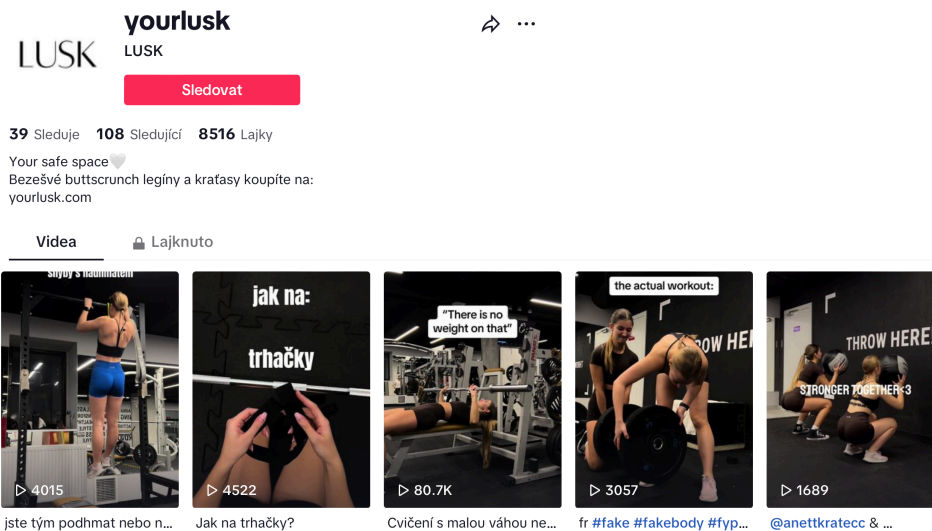 yourlusk
LUSK
LUSK
Sledovat
39 Sleduje 108 Sledující 8516 Lajky
Your safe space🤍
Bezešvé buttscrunch legíny a kraťasy koupíte na:
yourlusk.com
Videa Lajknuto
shyby s nadhmatem
4015
jste tým podhmat nebo n...
jak na:
trhačky
4522
Jak na trhačky?
"There is no
weight on that"
80.7K
Cvičení s malou váhou ne...
the actual workout:
ROW HE
3057
fr #fake #fakebody #fyp...
THROW HERE
STRONGER TOGETHER<3
1689
@anettkratecc & ...